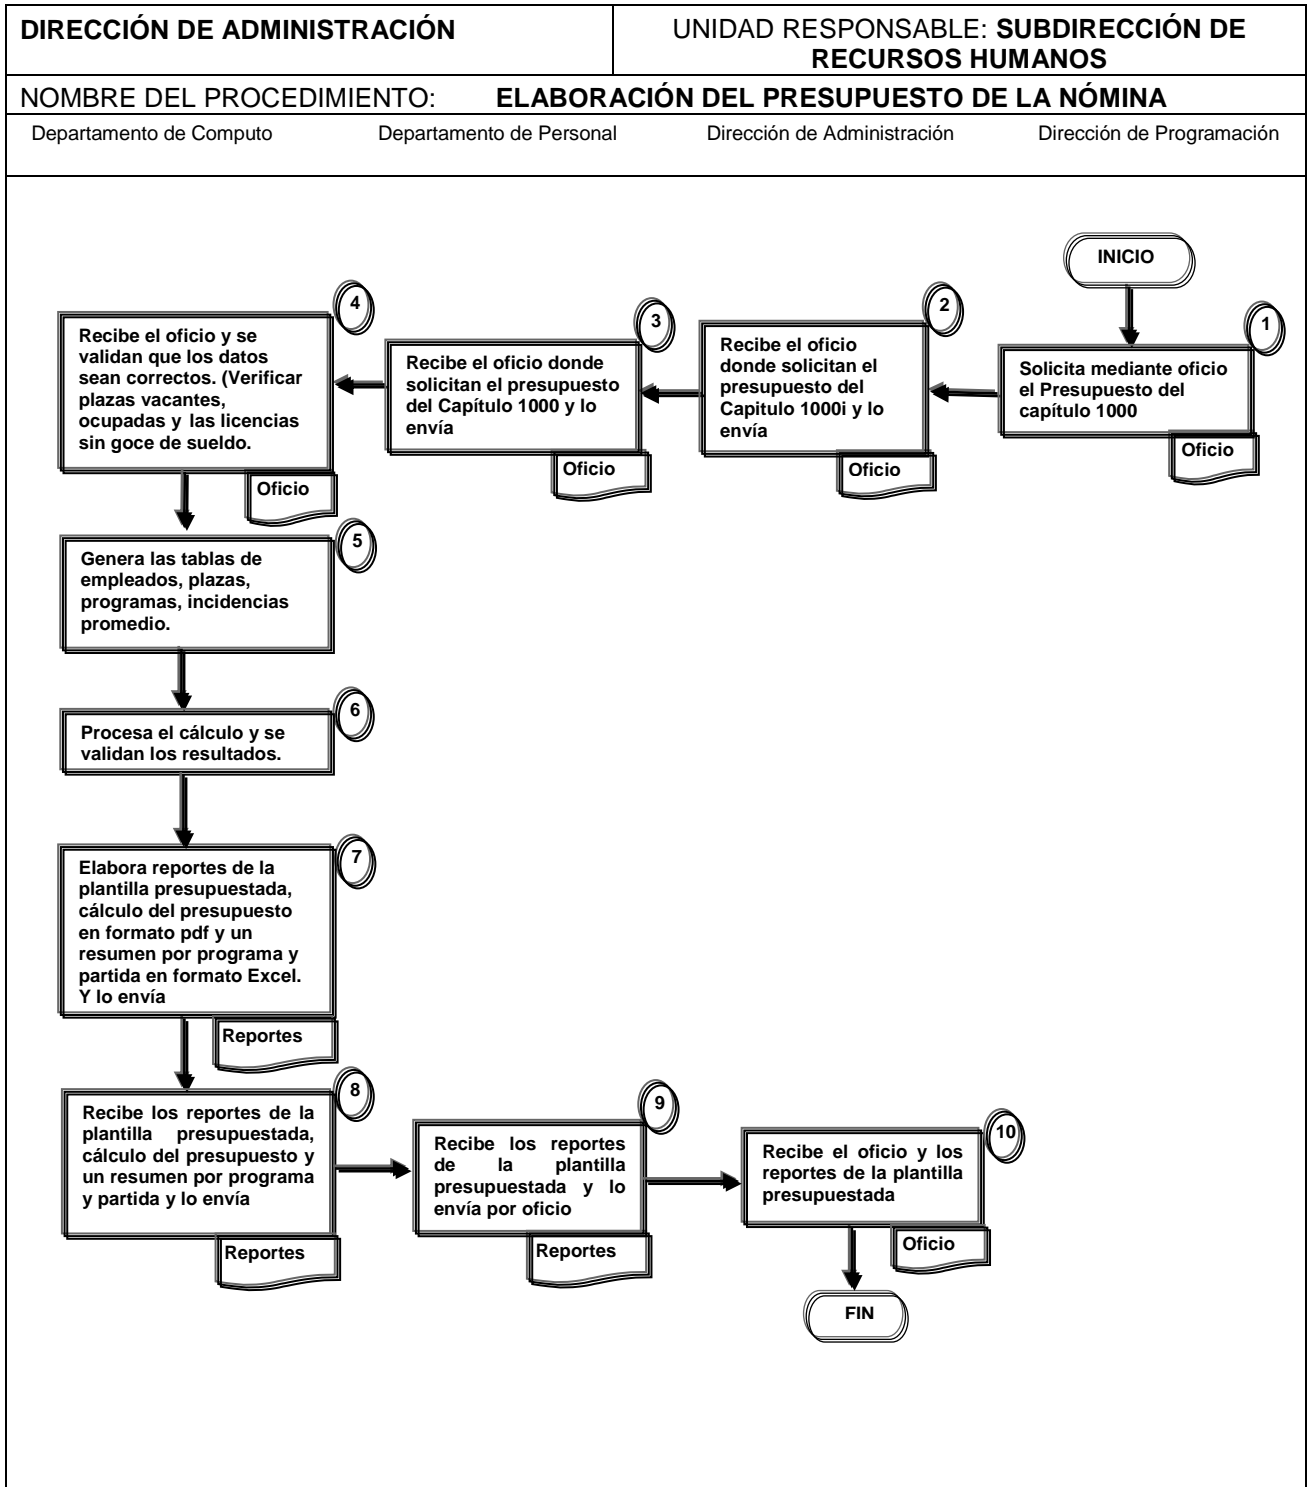 DIRECCIÓN DE ADMINISTRACIÓN
UNIDAD RESPONSABLE: SUBDIRECCIÓN DE
RECURSOS HUMANOS
NOMBRE DEL PROCEDIMIENTO: ELABORACIÓN DEL PRESUPUESTO DE LA NÓMINA
Departamento de Computo
Departamento de Personal
Dirección de Administración
Dirección de Programación
INICIO
1
Solicita mediante oficio
el Presupuesto del
capítulo 1000
Oficio
2
Recibe el oficio
donde solicitan el
presupuesto del
Capitulo 1000i y lo
envía
Oficio
3
Recibe el oficio donde
solicitan el presupuesto
del Capítulo 1000 y lo
envía
Oficio
4
Recibe el oficio y se
validan que los datos
sean correctos. (Verificar
plazas vacantes,
ocupadas y las licencias
sin goce de sueldo.
Oficio
5
Genera las tablas de
empleados, plazas,
programas, incidencias
promedio.
6
Procesa el cálculo y se
validan los resultados.
7
Elabora reportes de la
plantilla presupuestada,
cálculo del presupuesto
en formato pdf y un
resumen por programa y
partida en formato Excel.
Y lo envía
Reportes
8
Recibe los reportes de la
plantilla presupuestada,
cálculo del presupuesto y
un resumen por programa
y partida y lo envía
Reportes
9
Recibe los reportes
de la plantilla
presupuestada y lo
envía por oficio
Reportes
10
Recibe el oficio y los
reportes de la plantilla
presupuestada
Oficio
FIN